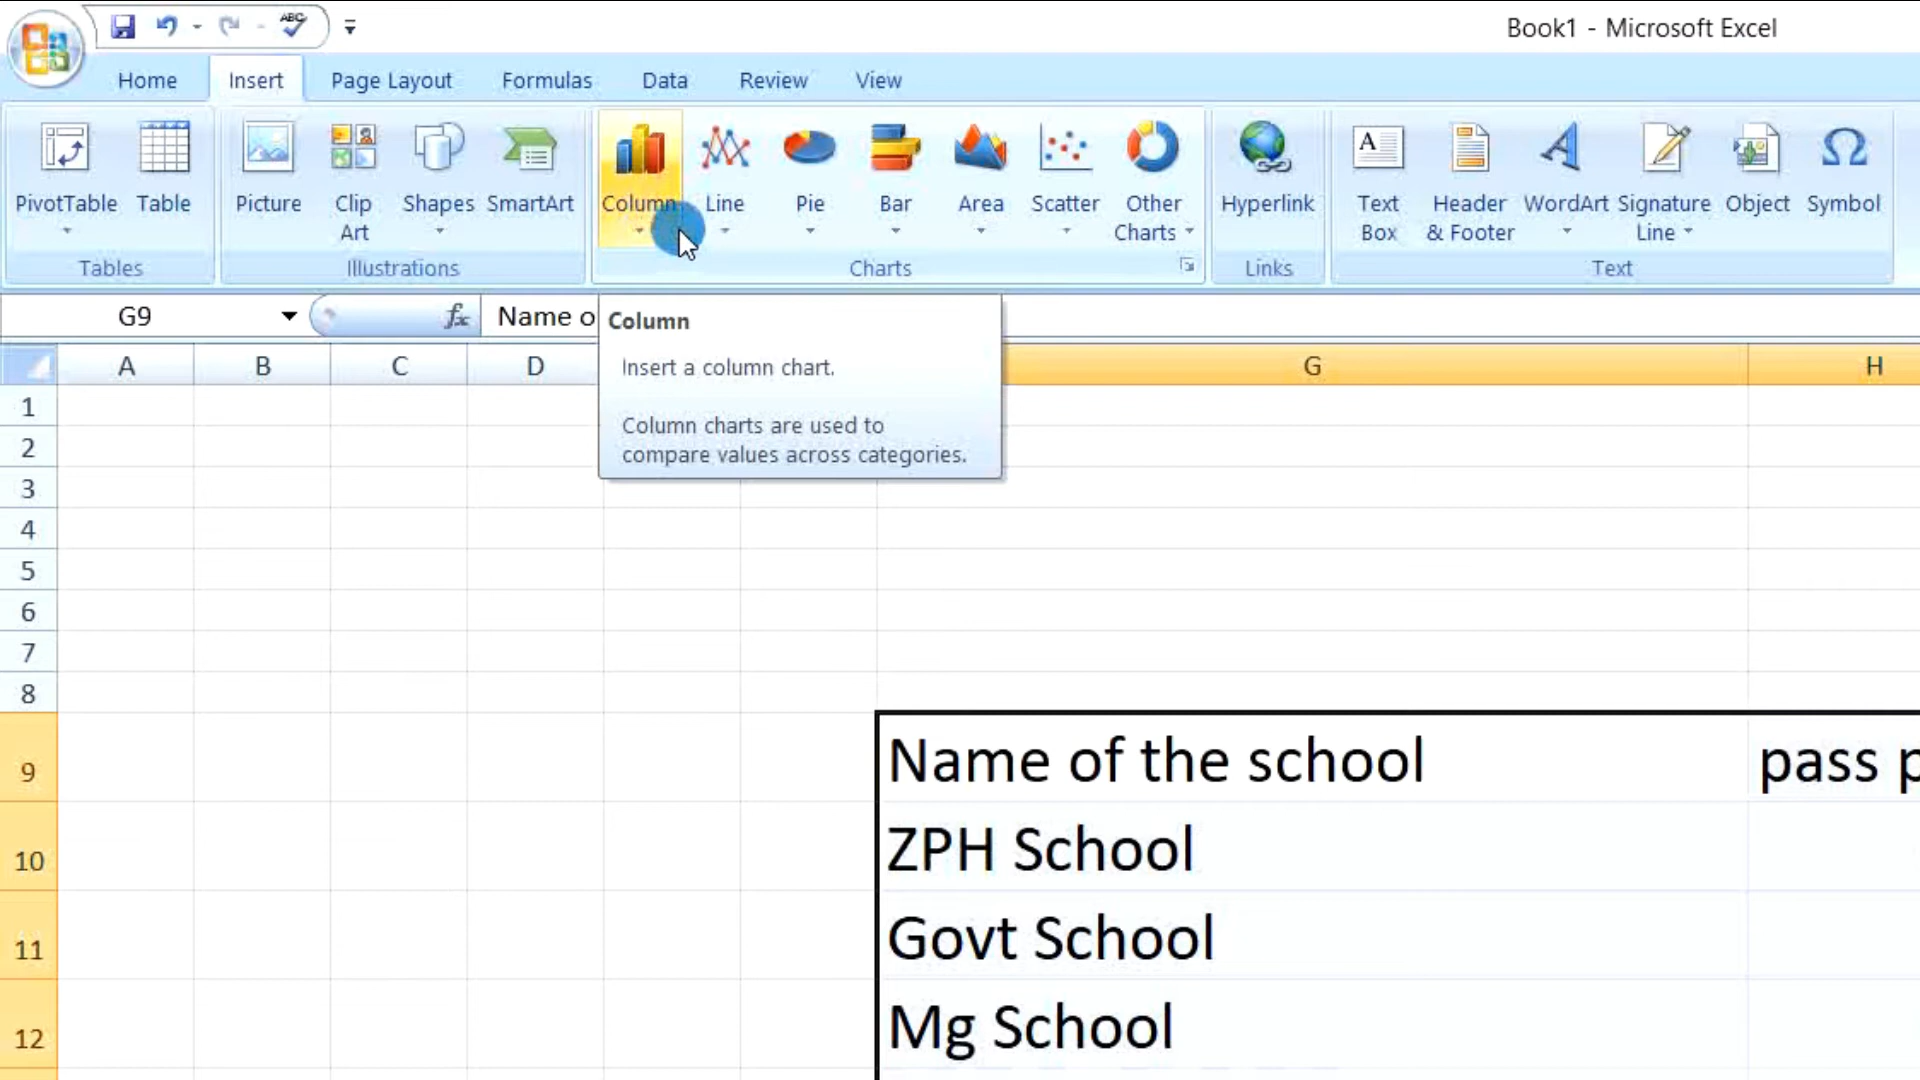 ABC
Book1 - Microsoft Excel
Home Insert Page Layout Formulas Data Review View
PivotTable Table Picture Clip Art Shapes SmartArt Column Line Pie Bar Area Scatter Other Charts Hyperlink Text Box Header & Footer WordArt Signature Line Object Symbol
Tables Illustrations Charts Links Text
G9 fx Name o
Column
Insert a column chart.
Column charts are used to
compare values across categories.
A B C D G H
1
2
3
4
5
6
7
8
9 Name of the school pass p
10 ZPH School
11 Govt School
12 Mg School